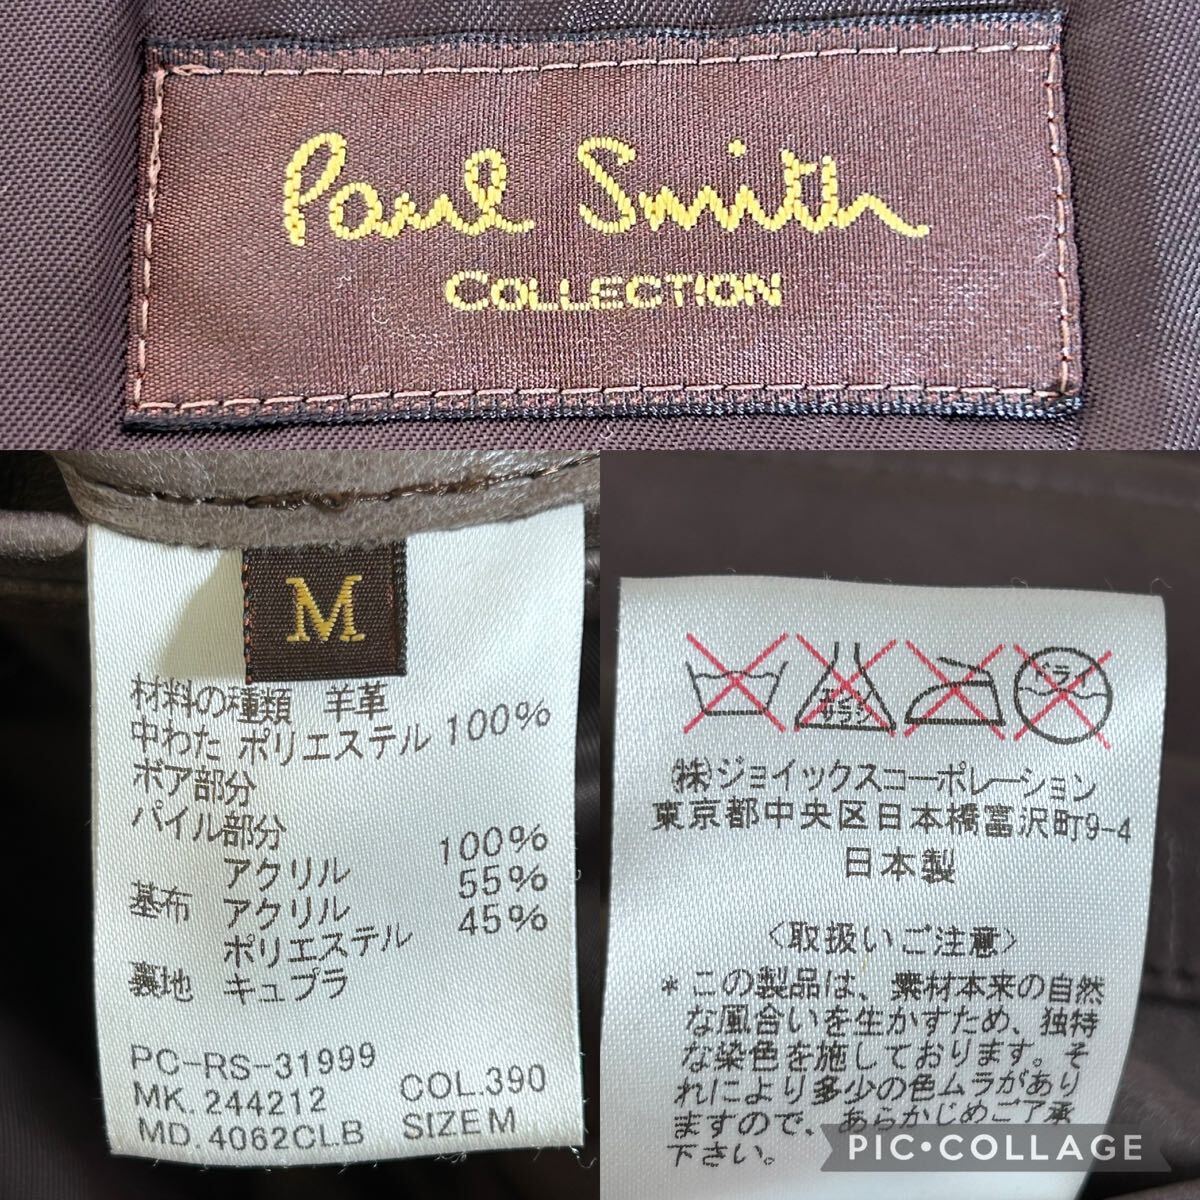 Paul Smith
COLLECTION
M
材料の種類 羊革
中わた ポリエステル 100%
ボア部分
パイル部分
アクリル 100%
基布 アクリル 55%
ポリエステル 45%
裏地 キュプラ
PC-RS-31999
MK.244212 COL.390
MD.4062CLB SIZE M
エンソ サラシ
ドライ
㈱ジョイックスコーポレーション
東京都中央区日本橋富沢町9-4
日本製
〈取扱いご注意〉
*この製品は、素材本来の自然
な風合いを生かすため、独特
な染色を施しております。そ
れにより多少の色ムラがあり
ますので、あらかじめご了承
下さい。
PIC•COLLAGE